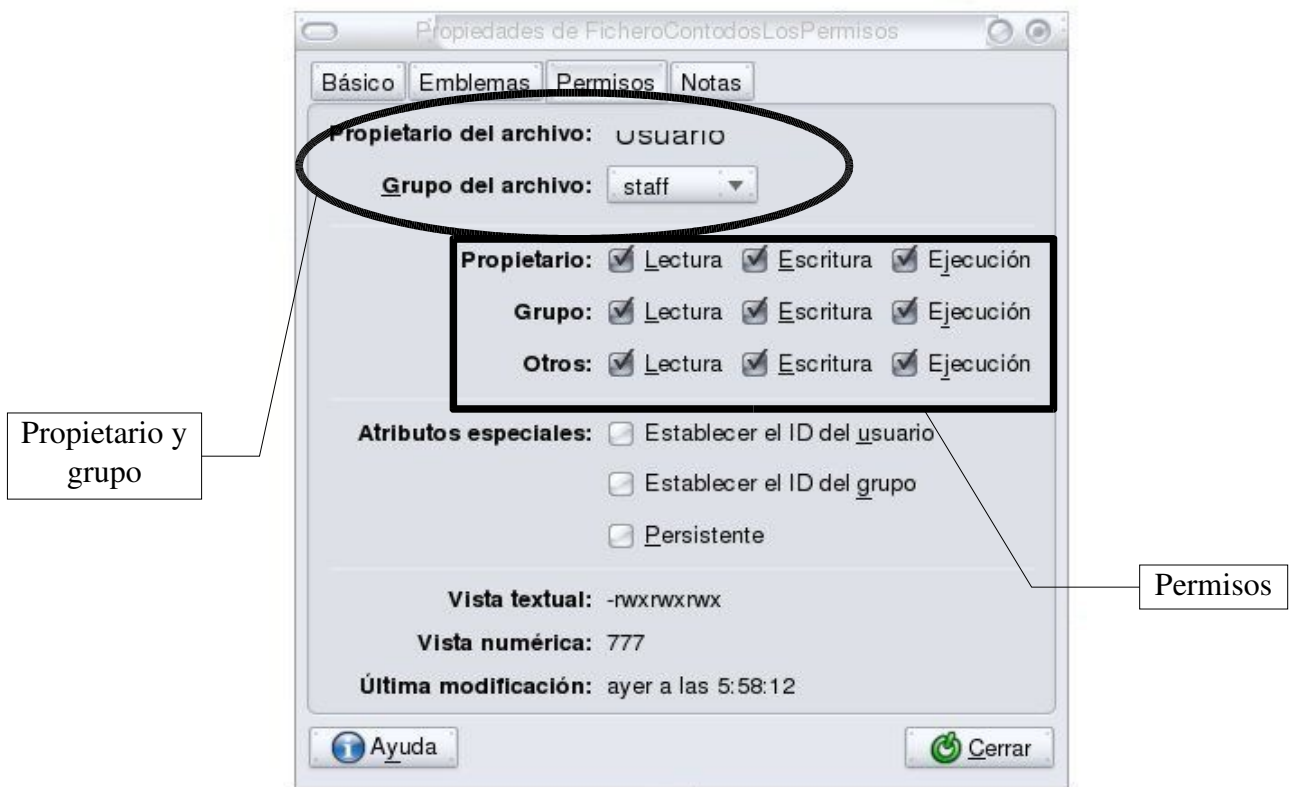 Propiedades de FicheroContodosLosPermisos
Básico Emblemas Permisos Notas
Propietario del archivo: Usuario
Grupo del archivo: staff
Propietario: Lectura Escritura Ejecución
Grupo: Lectura Escritura Ejecución
Otros: Lectura Escritura Ejecución
Propietario y
grupo
Atributos especiales: Establecer el ID del usuario
Establecer el ID del grupo
Persistente
Permisos
Vista textual: -rwxrwxrwx
Vista numérica: 777
Última modificación: ayer a las 5:58:12
Ayuda Cerrar